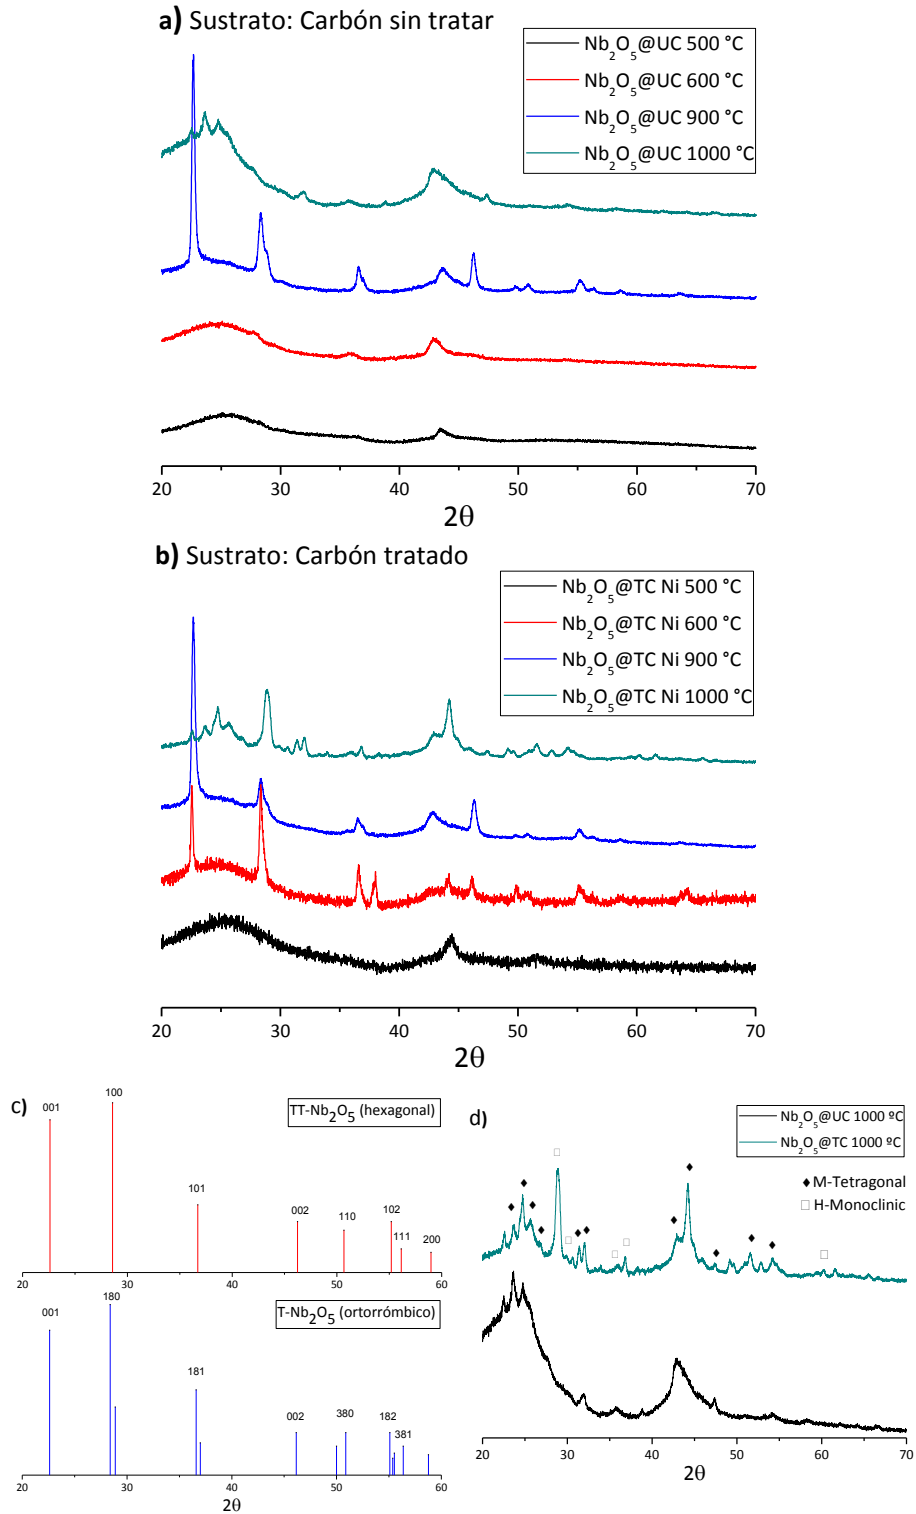 a) Sustrato: Carbón sin tratar
Nb2O5@UC 500 °C
Nb2O5@UC 600 °C
Nb2O5@UC 900 °C
Nb2O5@UC 1000 °C
20 30 40 50 60 70
2θ
b) Sustrato: Carbón tratado
Nb2O5@TC Ni 500 °C
Nb2O5@TC Ni 600 °C
Nb2O5@TC Ni 900 °C
Nb2O5@TC Ni 1000 °C
20 30 40 50 60 70
2θ
c)
TT-Nb2O5 (hexagonal)
001 100 101 002 110 102 111 200
20 30 40 50 60
T-Nb2O5 (ortorrómbico)
001 180 181 002 380 182 381
20 30 40 50 60
2θ
d)
Nb2O5@UC 1000 ºC
Nb2O5@TC 1000 ºC
♦ M-Tetragonal
□ H-Monoclinic
20 30 40 50 60 70
2θ